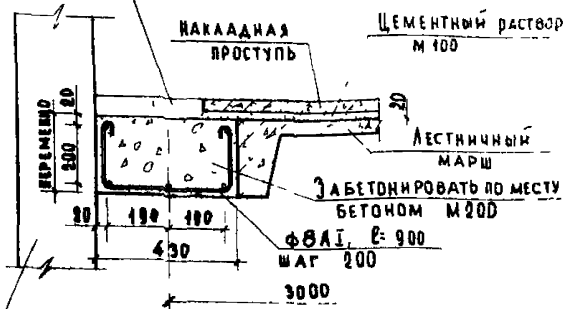 НАКЛАДНАЯ
ПРОСТУПЬ
ЦЕМЕНТНЫЙ РАСТВОР
М 100
ПЕРЕМЕННО
20
200
20
ЛЕСТНИЧНЫЙ
МАРШ
ЗАБЕТОНИРОВАТЬ ПО МЕСТУ
БЕТОНОМ М200
20 190 190
430
Ф8АI, ℓ= 900
ШАГ 200
3000